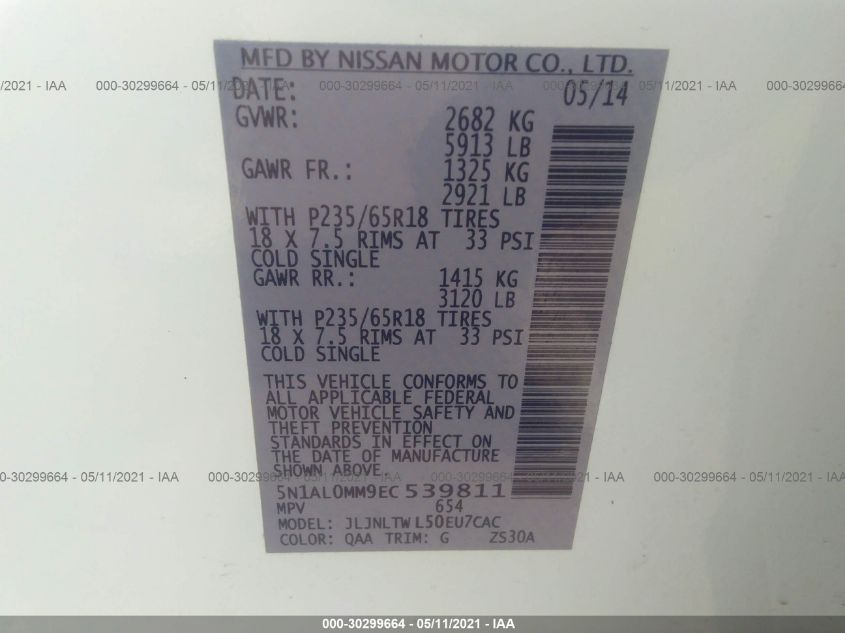 MFD BY NISSAN MOTOR CO., LTD.
5/11/2021 - IAA 000-30299664 - 05/11/2021 - IAA 000-30299664 - 05/11/2021 - IAA
DATE: 05/14
GVWR: 2682 KG
5913 LB
GAWR FR.: 1325 KG
2921 LB
WITH P235/65R18 TIRES
18 X 7.5 RIMS AT 33 PSI
COLD SINGLE
GAWR RR.: 1415 KG
3120 LB
WITH P235/65R18 TIRES
18 X 7.5 RIMS AT 33 PSI
COLD SINGLE
THIS VEHICLE CONFORMS TO
ALL APPLICABLE FEDERAL
MOTOR VEHICLE SAFETY AND
THEFT PREVENTION
STANDARDS IN EFFECT ON
THE DATE OF MANUFACTURE
SHOWN ABOVE.
/11/2021 - IAA 000-30299664 - 05/11/2021 - IAA 000-30299664 - 05/11/2021 - IAA
5N1AL0MM9EC539811
MPV 654
MODEL: JLJNLTWL50EU7CAC
COLOR: QAA TRIM: G ZS30A
000-30299664 - 05/11/2021 - IAA